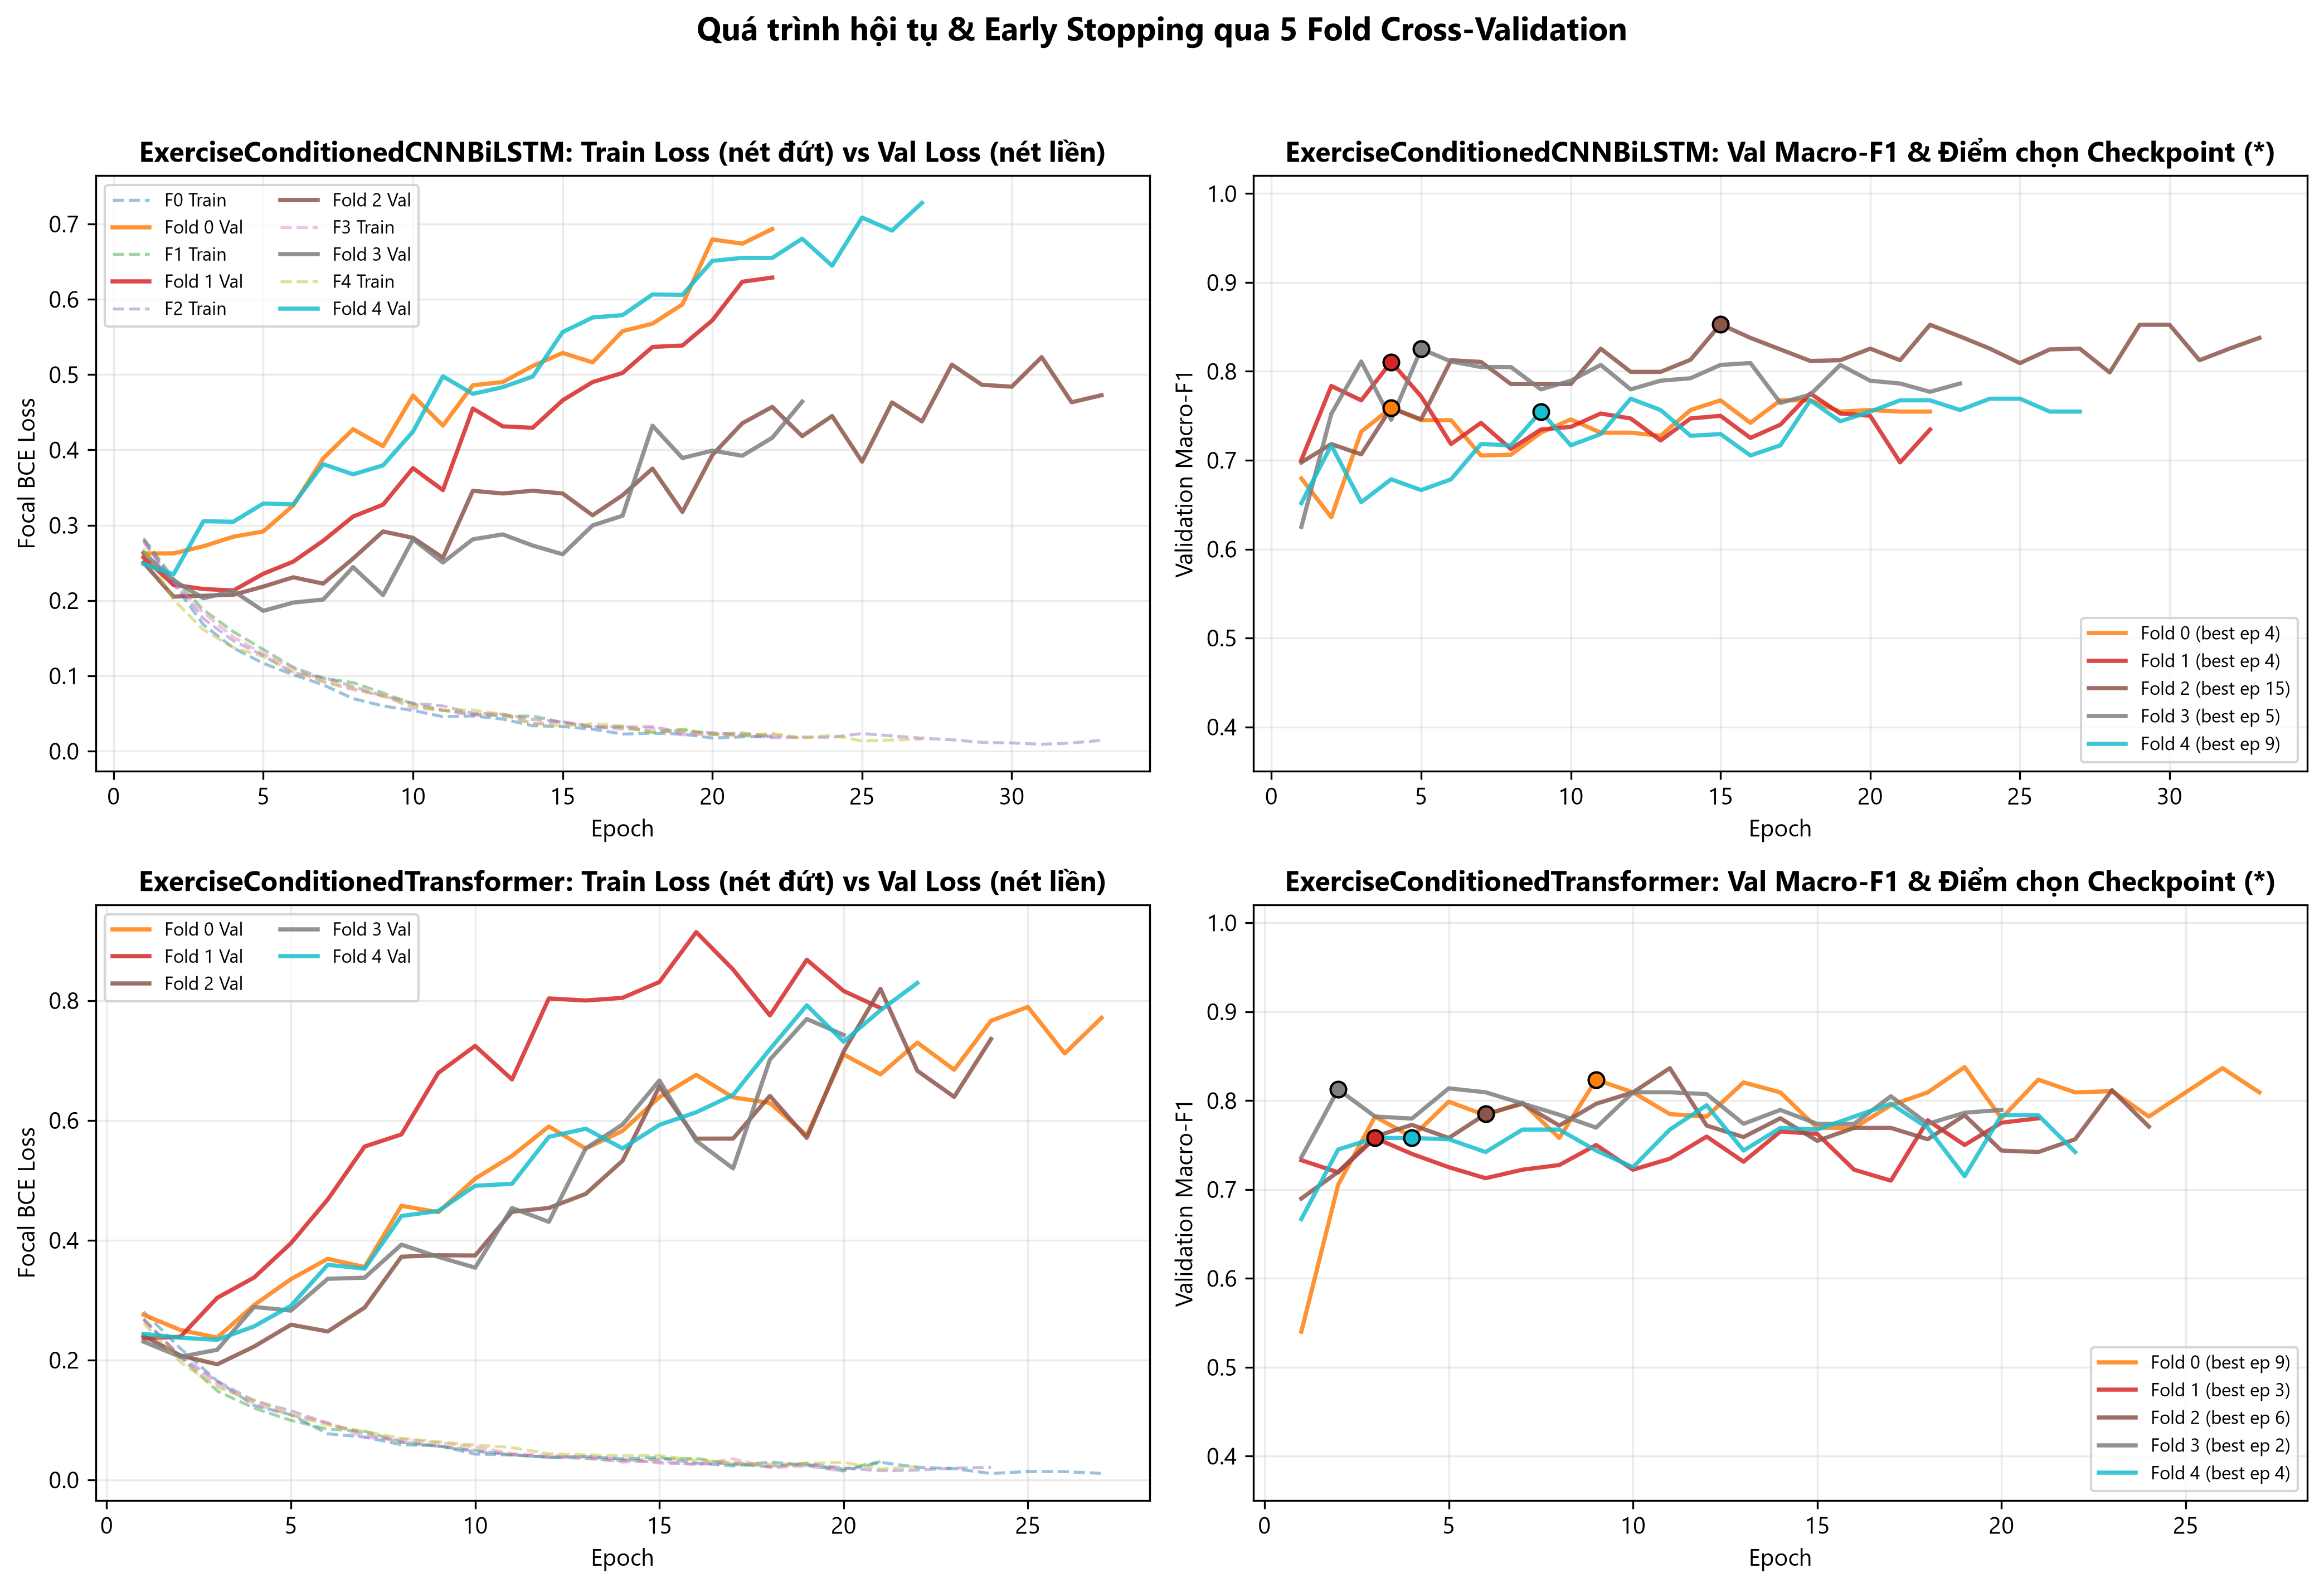 Quá trình hội tụ & Early Stopping qua 5 Fold Cross-Validation
ExerciseConditionedCNNBiLSTM: Train Loss (nét đứt) vs Val Loss (nét liền)
Focal BCE Loss
0.7
0.6
0.5
0.4
0.3
0.2
0.1
0.0
F0 Train
Fold 0 Val
F1 Train
Fold 1 Val
F2 Train
Fold 2 Val
F3 Train
Fold 3 Val
F4 Train
Fold 4 Val
0 5 10 15 20 25 30
Epoch
ExerciseConditionedCNNBiLSTM: Val Macro-F1 & Điểm chọn Checkpoint (*)
Validation Macro-F1
1.0
0.9
0.8
0.7
0.6
0.5
0.4
Fold 0 (best ep 4)
Fold 1 (best ep 4)
Fold 2 (best ep 15)
Fold 3 (best ep 5)
Fold 4 (best ep 9)
0 5 10 15 20 25 30
Epoch
ExerciseConditionedTransformer: Train Loss (nét đứt) vs Val Loss (nét liền)
Focal BCE Loss
0.8
0.6
0.4
0.2
0.0
Fold 0 Val
Fold 1 Val
Fold 2 Val
Fold 3 Val
Fold 4 Val
0 5 10 15 20 25
Epoch
ExerciseConditionedTransformer: Val Macro-F1 & Điểm chọn Checkpoint (*)
Validation Macro-F1
1.0
0.9
0.8
0.7
0.6
0.5
0.4
Fold 0 (best ep 9)
Fold 1 (best ep 3)
Fold 2 (best ep 6)
Fold 3 (best ep 2)
Fold 4 (best ep 4)
0 5 10 15 20 25
Epoch